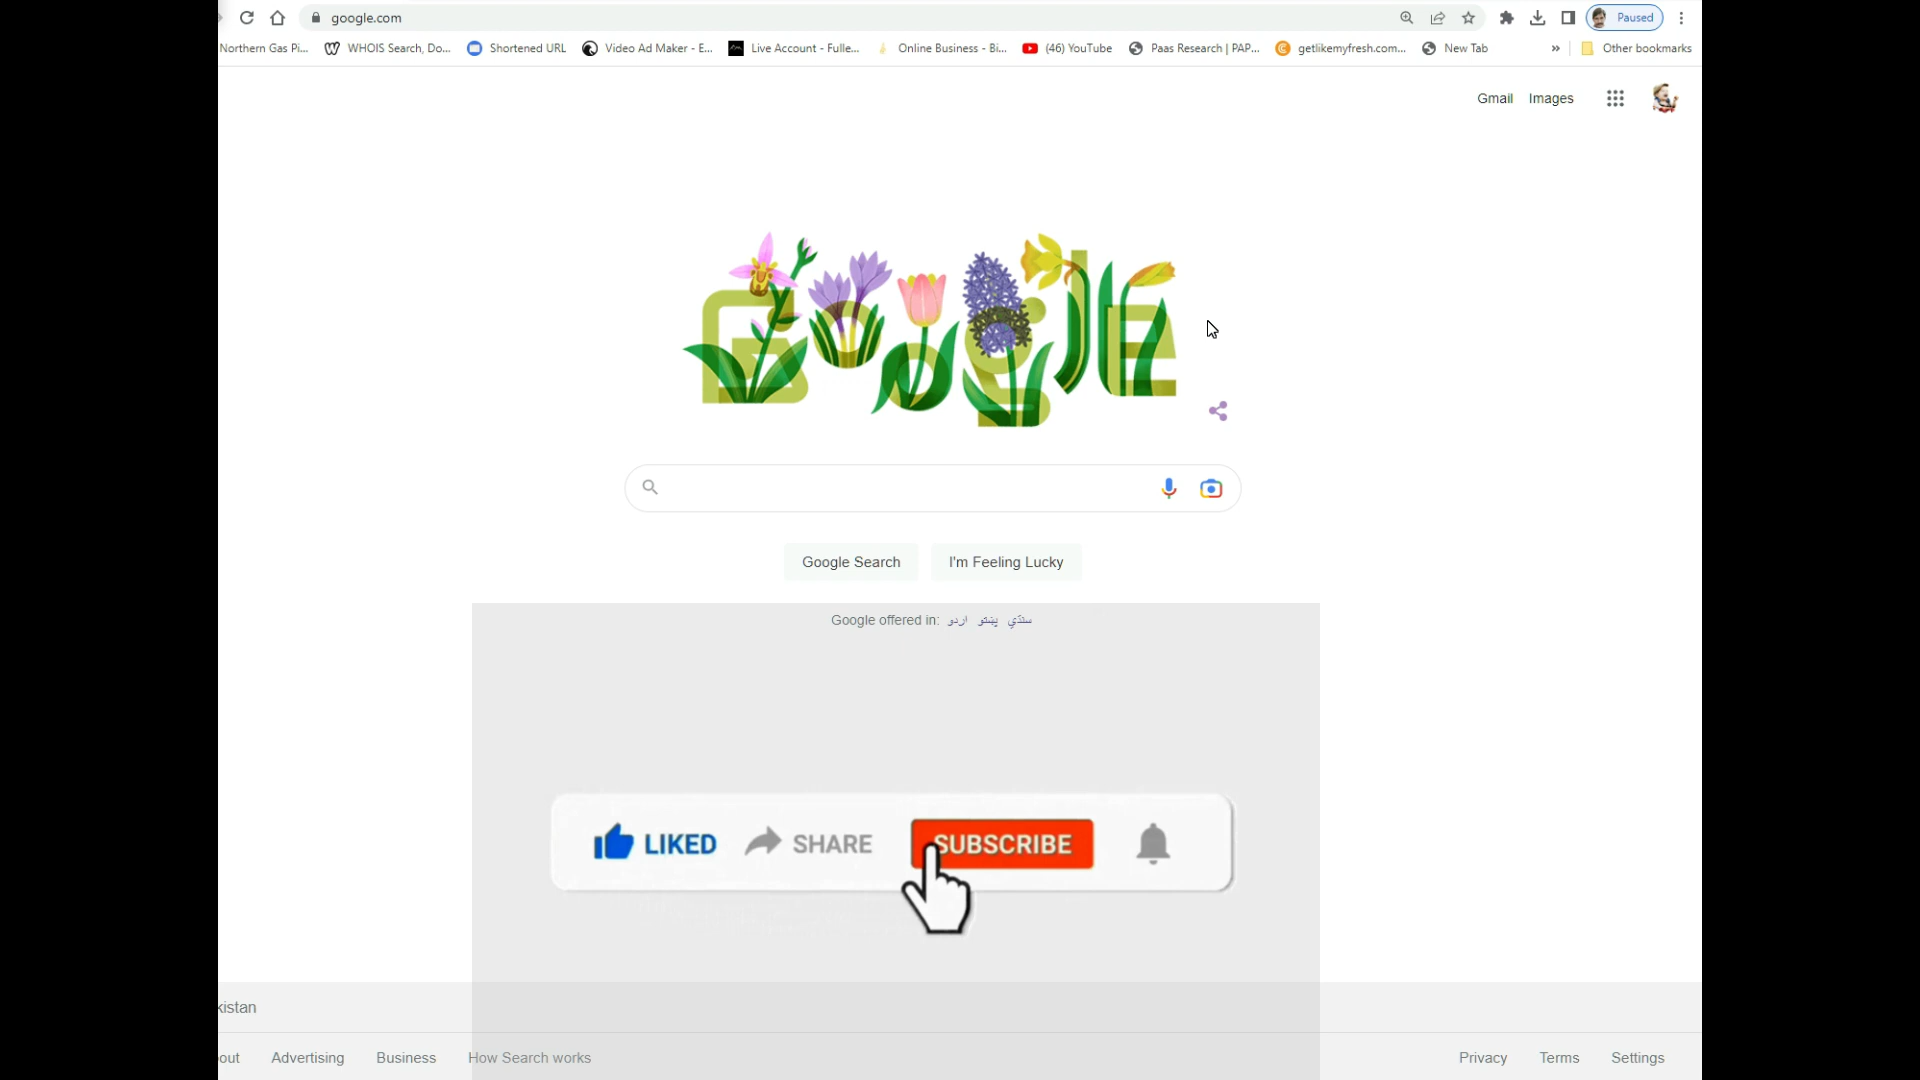 google.com
Paused
Northern Gas Pi...
WHOIS Search, Do...
Shortened URL
Video Ad Maker - E...
Live Account - Fulle...
Online Business - Bi...
(46) YouTube
Paas Research | PAP...
getlikemyfresh.com...
New Tab
»
Other bookmarks
Gmail Images
Google
Google Search
I'm Feeling Lucky
Google offered in: اردو پښتو سنڌي
LIKED SHARE SUBSCRIBE
kistan
out Advertising Business How Search works
Privacy Terms Settings